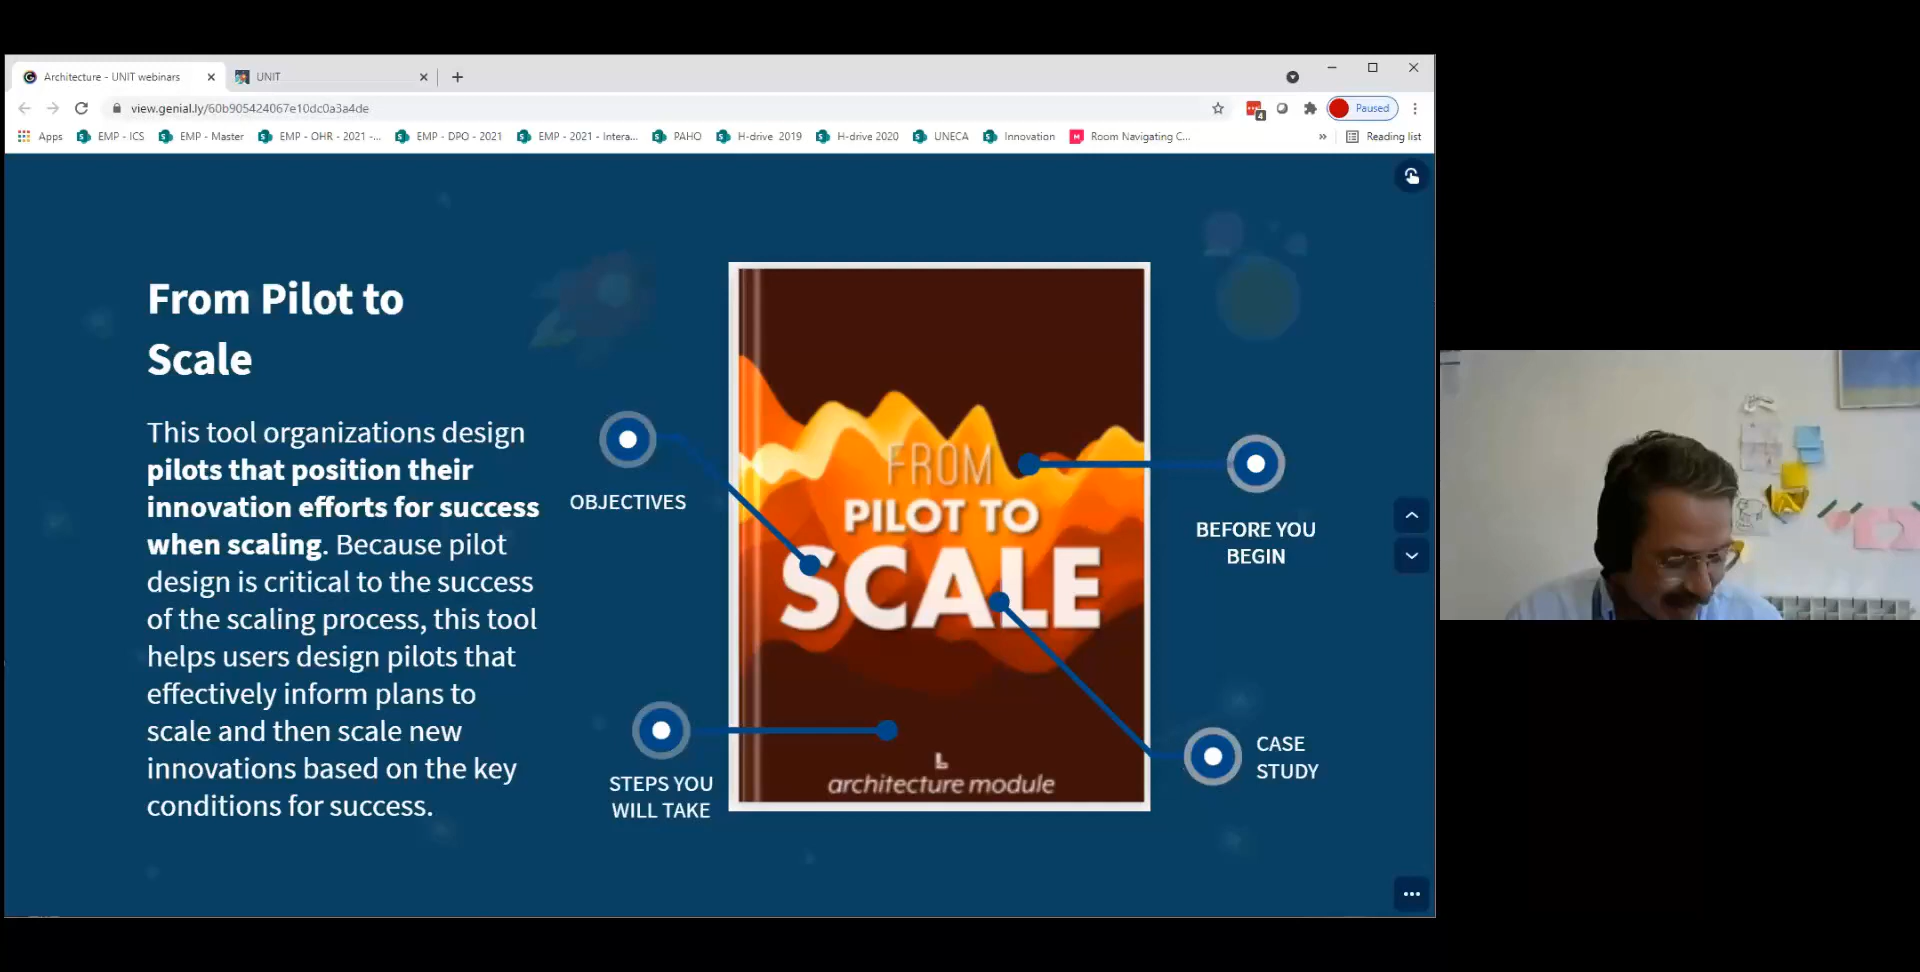 Architecture - UNIT webinars
UNIT
view.genial.ly/60b905424067e10dc0a3a4de
4
Paused
Apps
EMP - ICS
EMP - Master
EMP - OHR - 2021 -...
EMP - DPO - 2021
EMP - 2021 - Intera...
PAHO
H-drive 2019
H-drive 2020
UNECA
Innovation
Room Navigating C...
»
Reading list
From Pilot to
Scale
This tool organizations design
pilots that position their
innovation efforts for success
when scaling. Because pilot
design is critical to the success
of the scaling process, this tool
helps users design pilots that
effectively inform plans to
scale and then scale new
innovations based on the key
conditions for success.
OBJECTIVES
STEPS YOU
WILL TAKE
FROM
PILOT TO
SCALE
architecture module
BEFORE YOU
BEGIN
CASE
STUDY